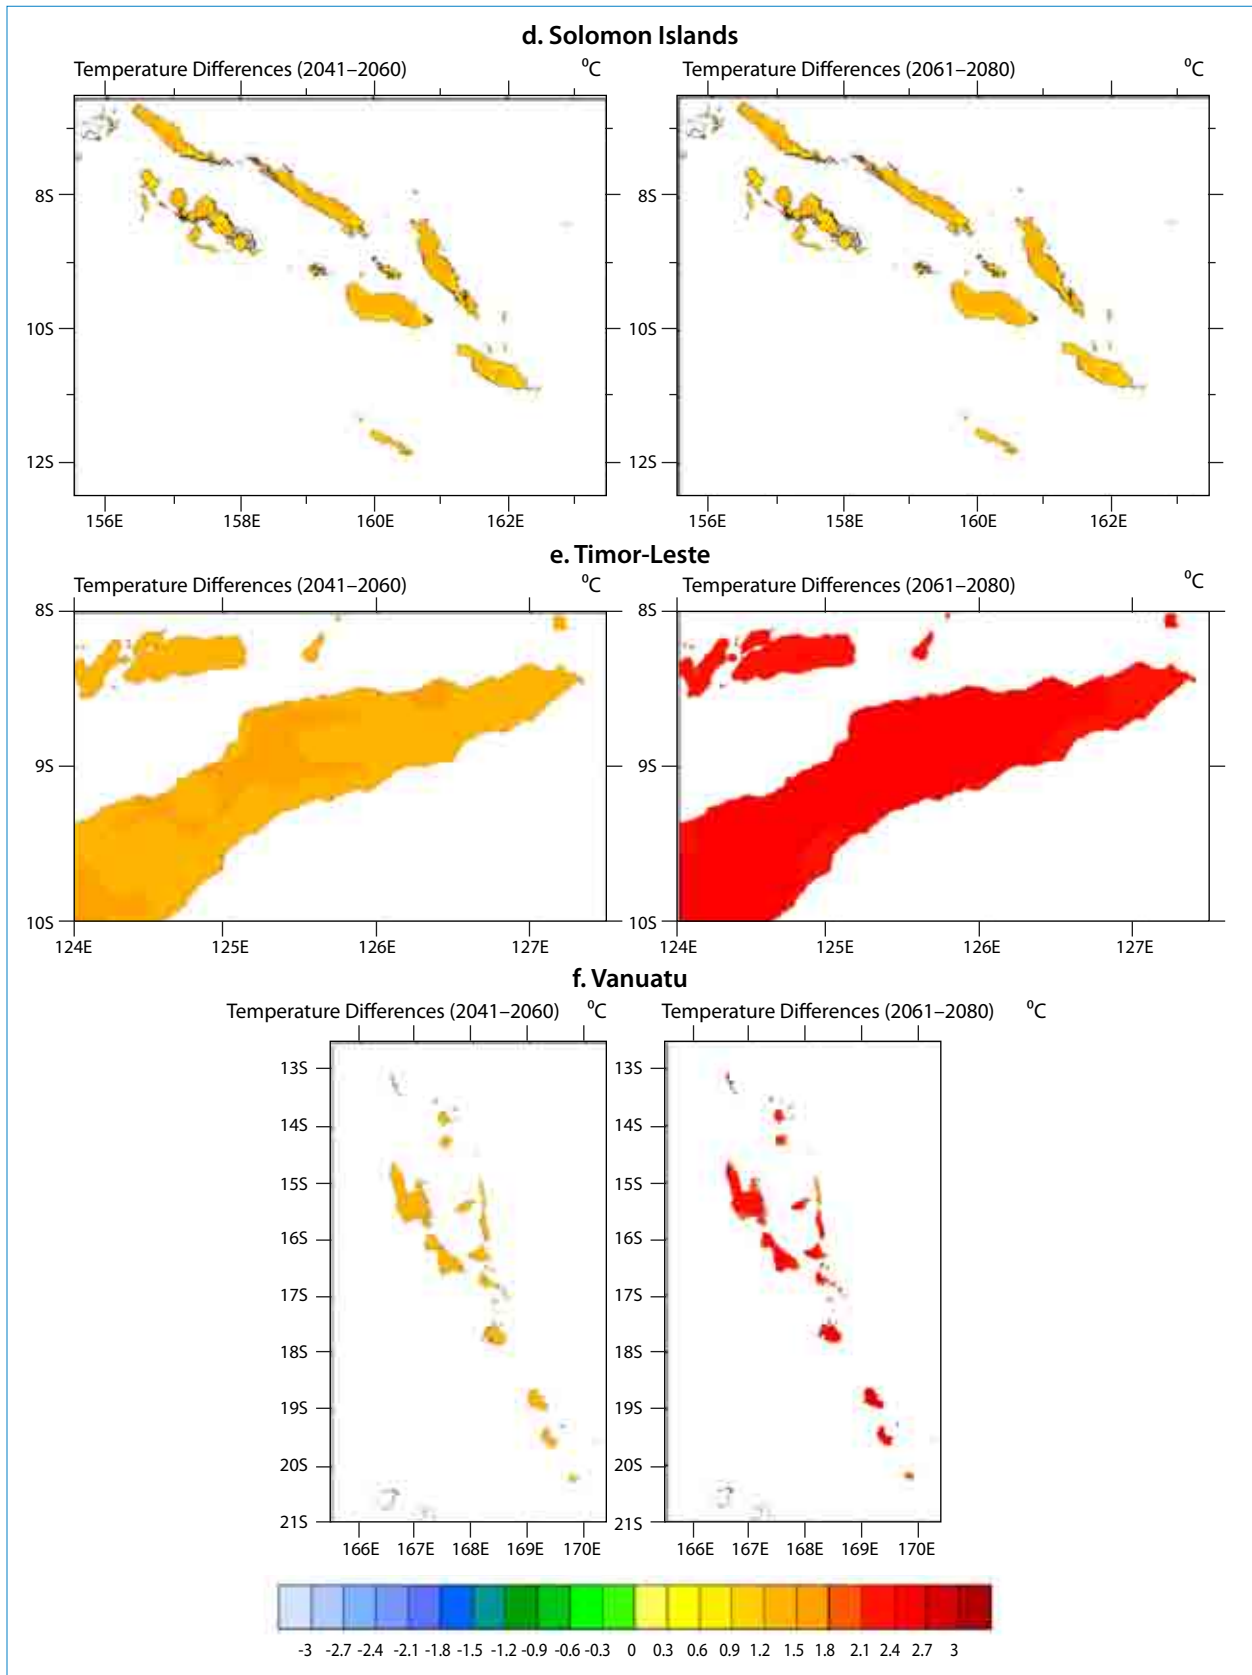 d. Solomon Islands
Temperature Differences (2041–2060) ⁰C Temperature Differences (2061–2080) ⁰C
8S 8S
10S 10S
12S 12S
156E 158E 160E 162E 156E 158E 160E 162E
e. Timor-Leste
Temperature Differences (2041–2060) ⁰C Temperature Differences (2061–2080) ⁰C
8S 8S
9S 9S
10S 10S
124E 125E 126E 127E 124E 125E 126E 127E
f. Vanuatu
Temperature Differences (2041–2060) ⁰C Temperature Differences (2061–2080) ⁰C
13S 13S
14S 14S
15S 15S
16S 16S
17S 17S
18S 18S
19S 19S
20S 20S
21S 21S
166E 167E 168E 169E 170E 166E 167E 168E 169E 170E
-3 -2.7 -2.4 -2.1 -1.8 -1.5 -1.2 -0.9 -0.6 -0.3 0 0.3 0.6 0.9 1.2 1.5 1.8 2.1 2.4 2.7 3